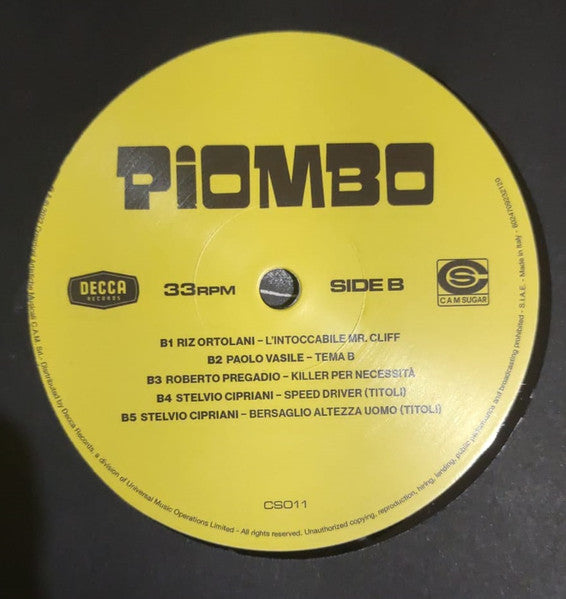 PiOMBO
DECCA
RECORDS
33RPM
SIDE B
CS
CAM SUGAR
B1 RIZ ORTOLANI – L'INTOCCABILE MR. CLIFF
B2 PAOLO VASILE – TEMA B
B3 ROBERTO PREGADIO – KILLER PER NECESSITÀ
B4 STELVIO CIPRIANI – SPEED DRIVER (TITOLI)
B5 STELVIO CIPRIANI – BERSAGLIO ALTEZZA UOMO (TITOLI)
CS011
C.A.M. Srl - Distributed by Decca Records, a division of Universal Music Operations Limited - All rights reserved. Unauthorized copying, reproduction, hiring, lending, public performance and broadcasting prohibited - S.I.A.E. - Made in Italy -